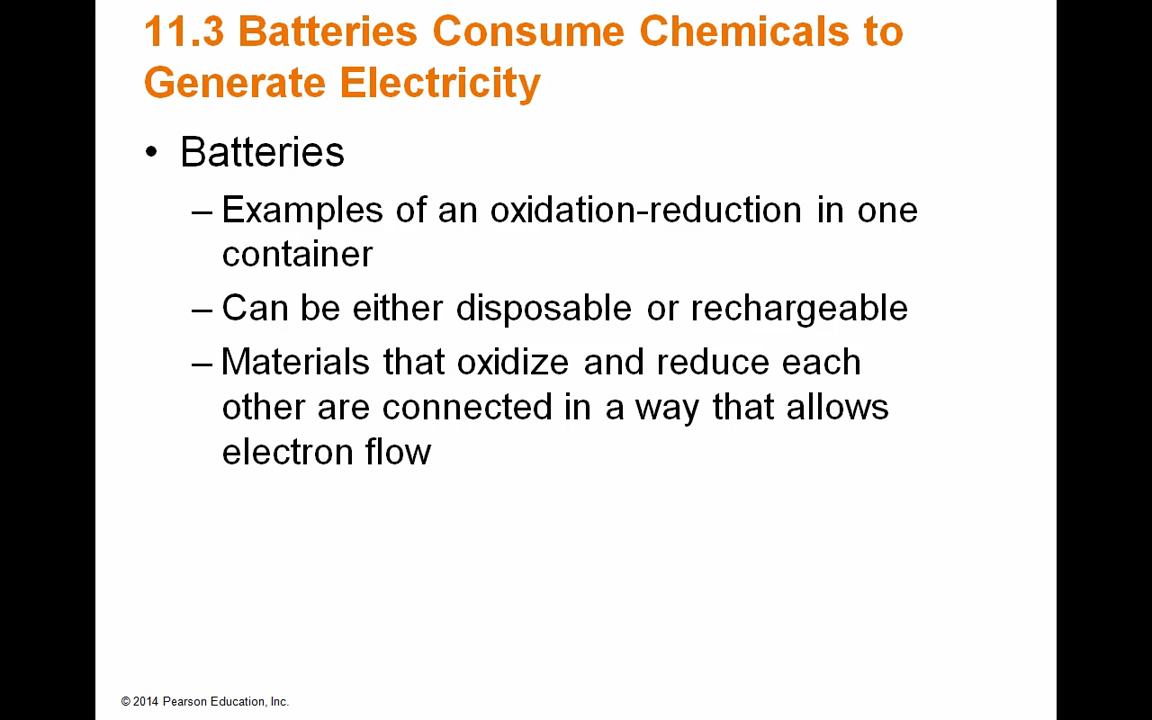 11.3 Batteries Consume Chemicals to
Generate Electricity
• Batteries
– Examples of an oxidation-reduction in one
container
– Can be either disposable or rechargeable
– Materials that oxidize and reduce each
other are connected in a way that allows
electron flow
© 2014 Pearson Education, Inc.